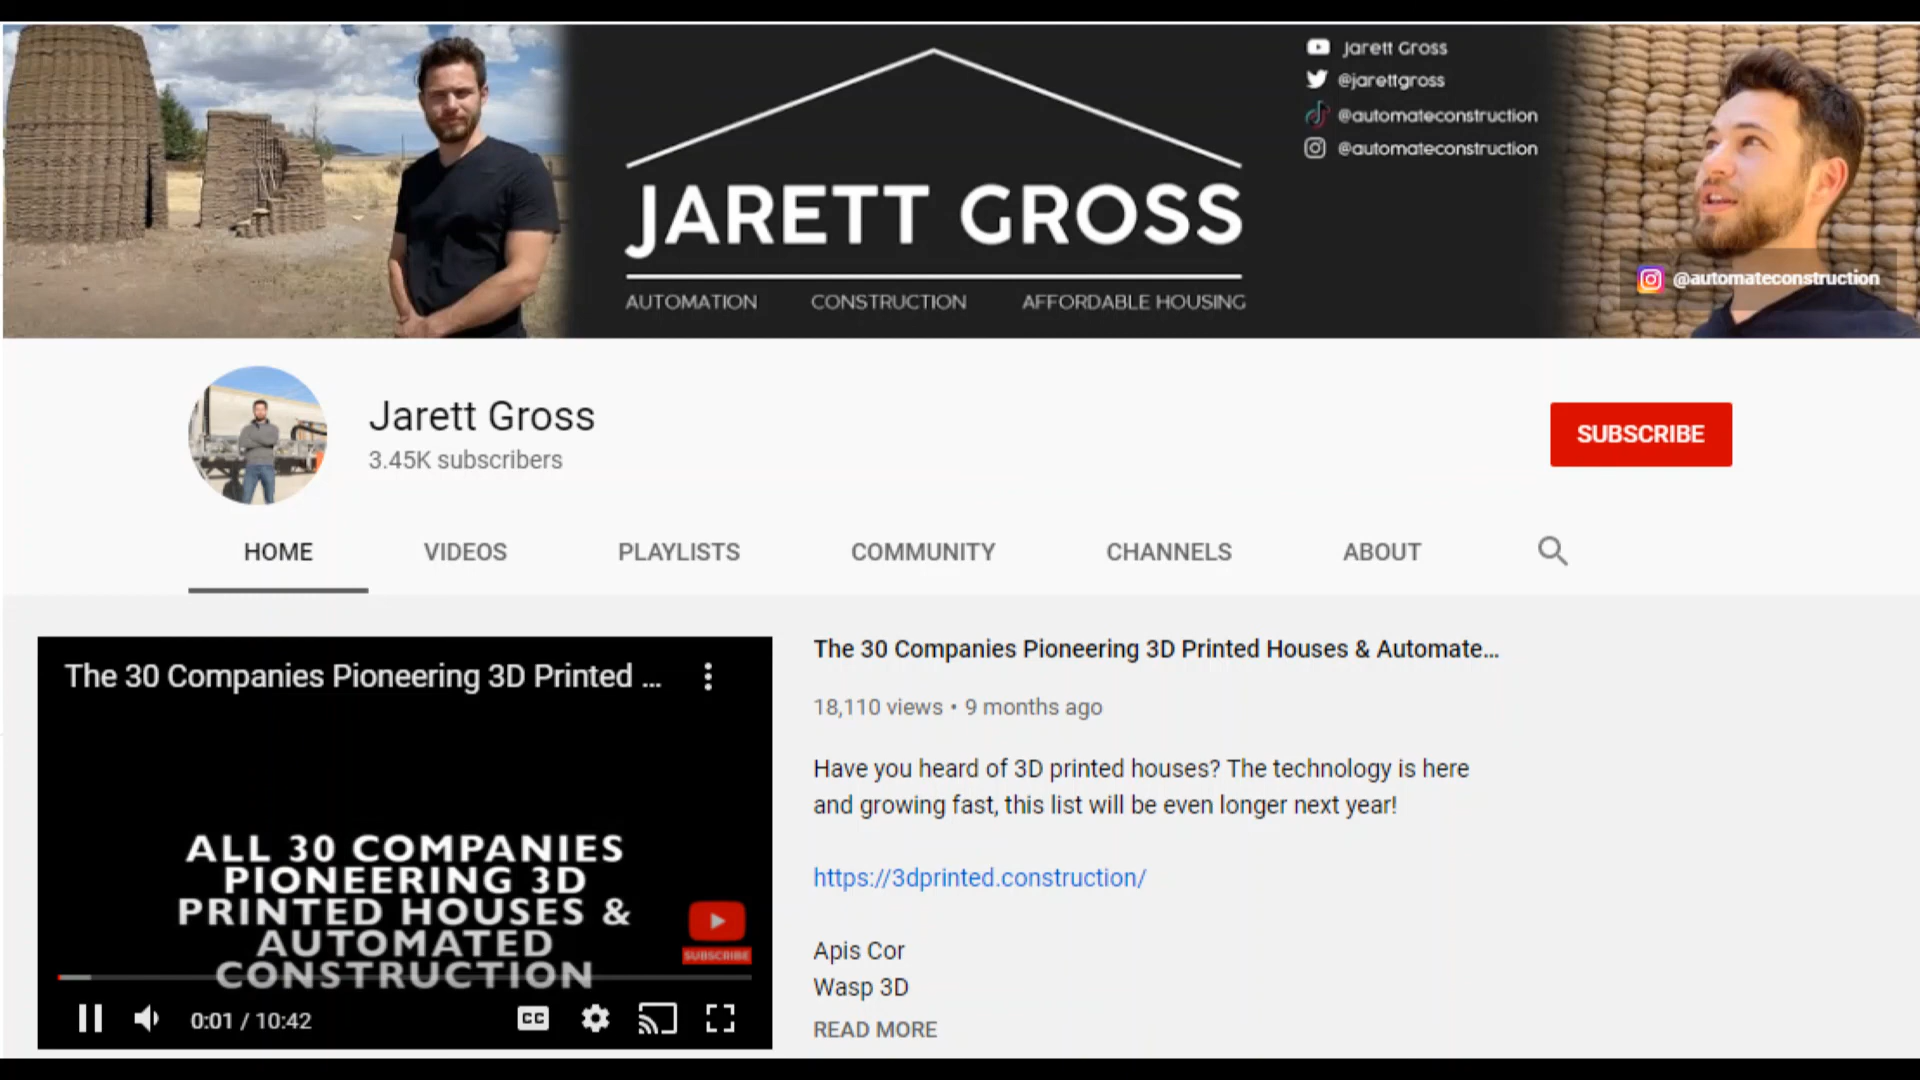 Jarett Gross
@jarettgross
@automateconstruction
@automateconstruction
JARETT GROSS
AUTOMATION CONSTRUCTION AFFORDABLE HOUSING
@automateconstruction
Jarett Gross
3.45K subscribers
SUBSCRIBE
HOME VIDEOS PLAYLISTS COMMUNITY CHANNELS ABOUT
The 30 Companies Pioneering 3D Printed ...
ALL 30 COMPANIES
PIONEERING 3D
PRINTED HOUSES &
AUTOMATED
CONSTRUCTION
SUBSCRIBE
0:01 / 10:42
CC
The 30 Companies Pioneering 3D Printed Houses & Automate...
18,110 views • 9 months ago
Have you heard of 3D printed houses? The technology is here
and growing fast, this list will be even longer next year!
https://3dprinted.construction/
Apis Cor
Wasp 3D
READ MORE